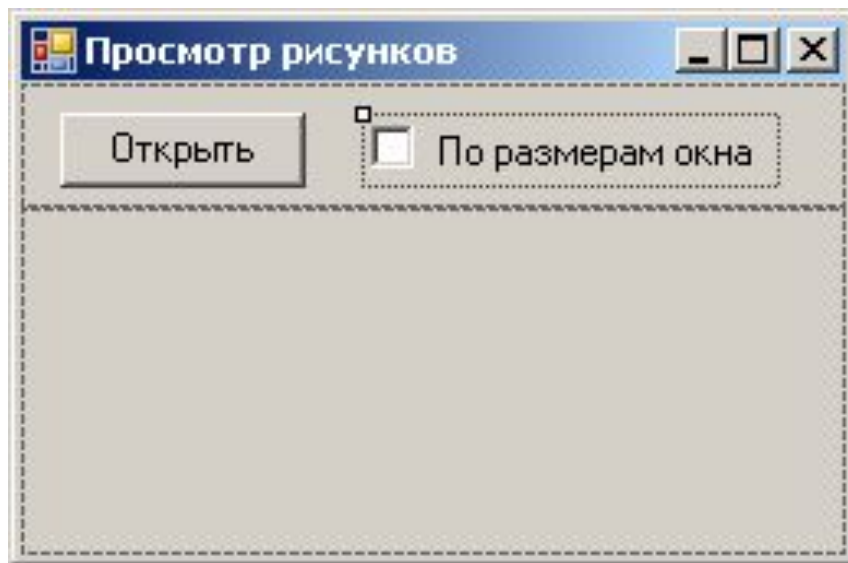 Просмотр рисунков
Открыть
По размерам окна